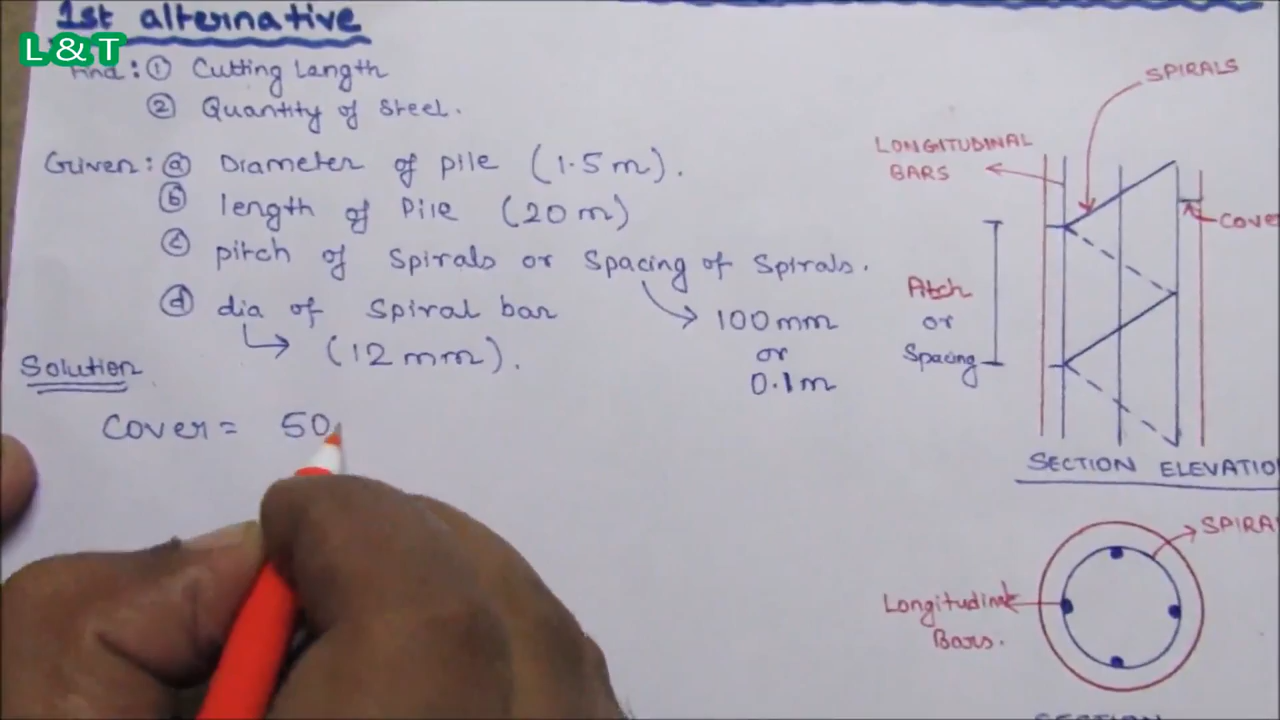 1st alternative
L & T
Find: ① Cutting Length
② Quantity of Steel.
Given: ⓐ Diameter of pile (1.5m).
ⓑ length of Pile (20m)
ⓒ pitch of Spirals or Spacing of Spirals.
100mm
or
0.1m
ⓓ dia of Spiral bar
(12mm).
Solution
Cover = 50
SPIRALS
LONGITUDINAL
BARS
COVE
Pitch
or
Spacing
SECTION ELEVATIO
SPIRA
Longitudinal
Bars.
SECTION